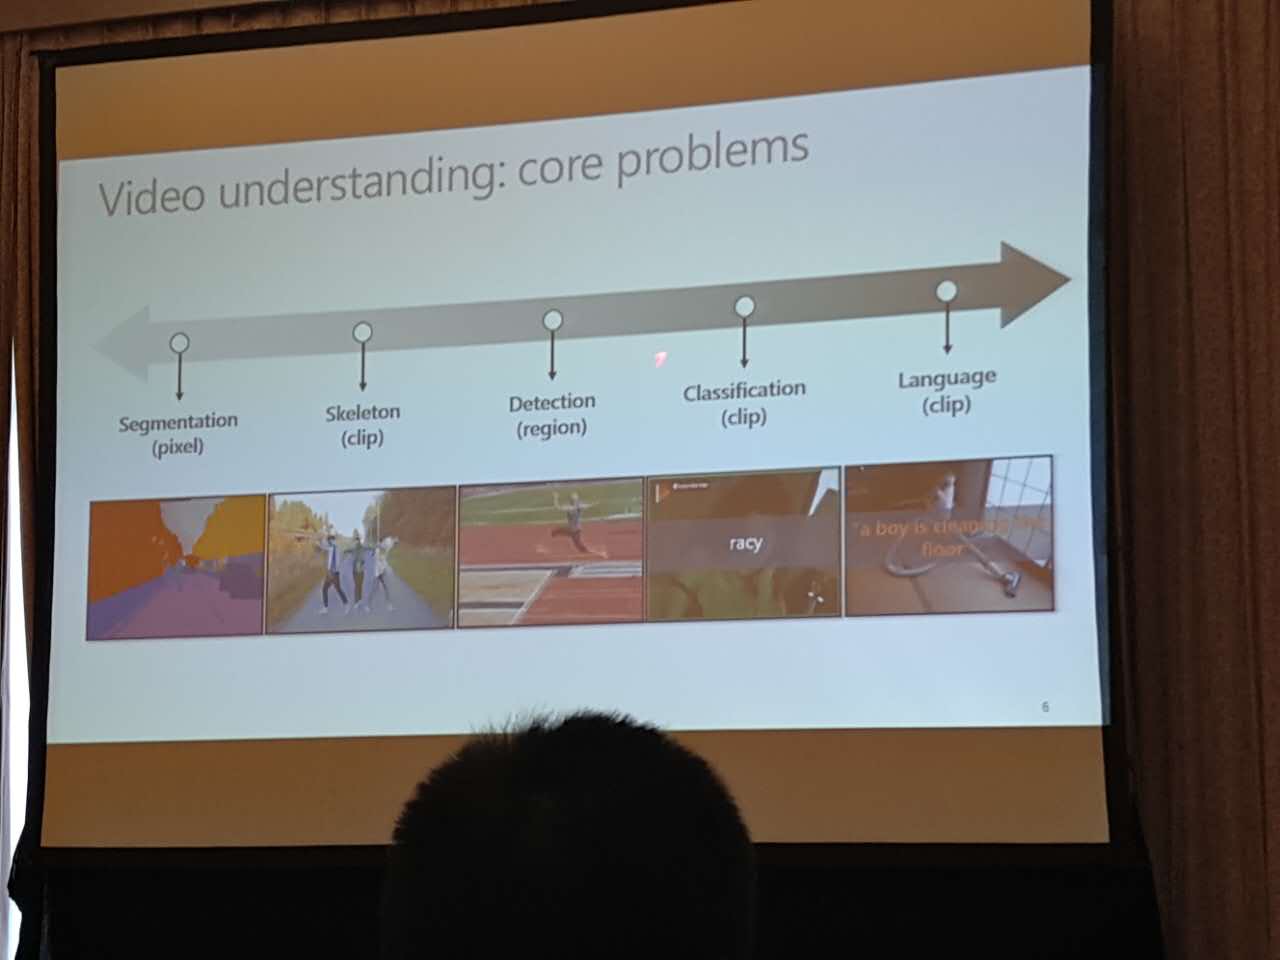 Video understanding: core problems
Segmentation
(pixel)
Skeleton
(clip)
Detection
(region)
Classification
(clip)
Language
(clip)
racy
"a boy is cleaning
floor
6